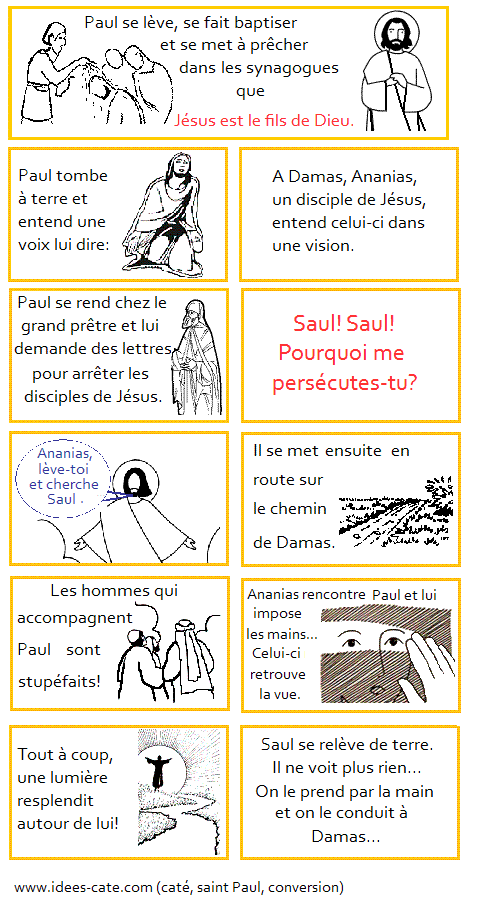 Paul se lève, se fait baptiser
et se met à prêcher
dans les synagogues
que
Jésus est le fils de Dieu.
Paul tombe
à terre et
entend une
voix lui dire:
A Damas, Ananias,
un disciple de Jésus,
entend celui-ci dans
une vision.
Paul se rend chez le
grand prêtre et lui
demande des lettres
pour arrêter les
disciples de Jésus.
Saul! Saul!
Pourquoi me
persécutes-tu?
Ananias,
lève-toi
et cherche
Saul .
Il se met ensuite en
route sur
le chemin
de Damas.
Les hommes qui
accompagnent
Paul sont
stupéfaits!
Ananias rencontre Paul et lui
impose
les mains...
Celui-ci
retrouve
la vue.
Tout à coup,
une lumière
resplendit
autour de lui!
Saul se relève de terre.
Il ne voit plus rien...
On le prend par la main
et on le conduit à
Damas...
www.idees-cate.com (caté, saint Paul, conversion)